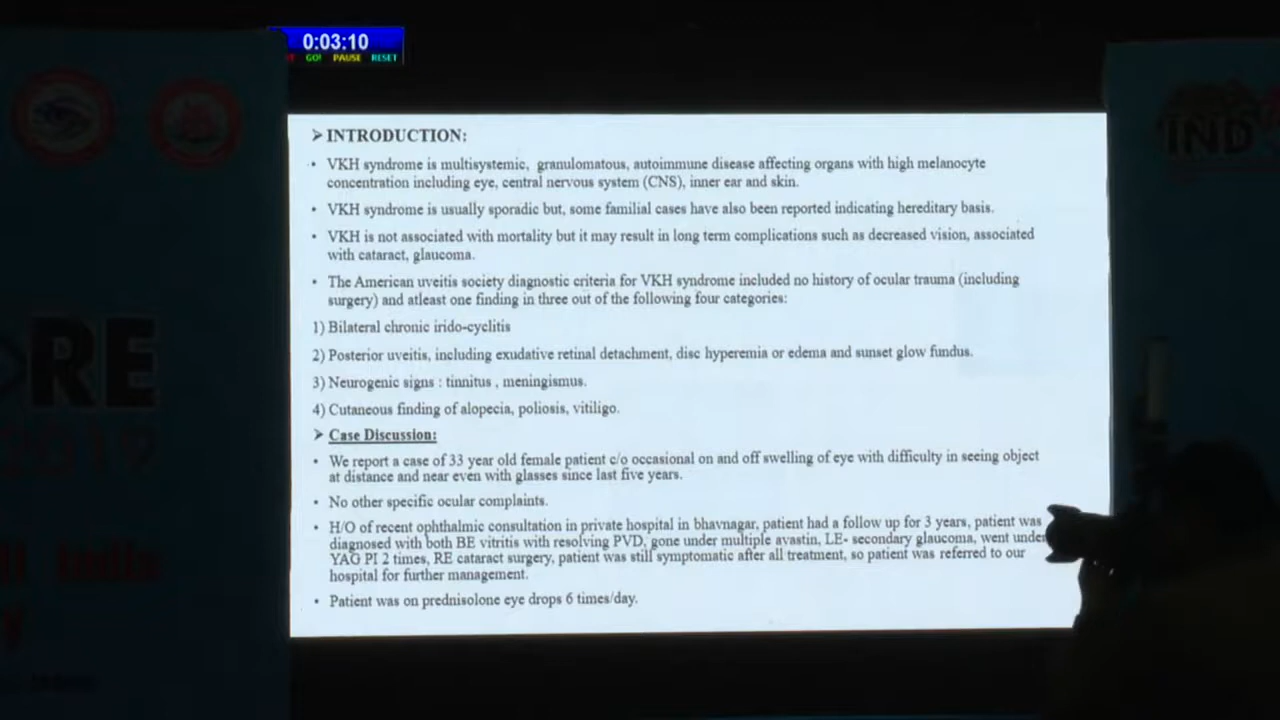 0:03:10
GO! PAUSE RESET
➤ INTRODUCTION:
• VKH syndrome is multisystemic, granulomatous, autoimmune disease affecting organs with high melanocyte
concentration including eye, central nervous system (CNS), inner ear and skin.
• VKH syndrome is usually sporadic but, some familial cases have also been reported indicating hereditary basis.
• VKH is not associated with mortality but it may result in long term complications such as decreased vision, associated
with cataract, glaucoma.
• The American uveitis society diagnostic criteria for VKH syndrome included no history of ocular trauma (including
surgery) and atleast one finding in three out of the following four categories:
1) Bilateral chronic irido-cyclitis
2) Posterior uveitis, including exudative retinal detachment, disc hyperemia or edema and sunset glow fundus.
3) Neurogenic signs : tinnitus , meningismus.
4) Cutaneous finding of alopecia, poliosis, vitiligo.
➤ Case Discussion:
• We report a case of 33 year old female patient c/o occasional on and off swelling of eye with difficulty in seeing object
at distance and near even with glasses since last five years.
• No other specific ocular complaints.
• H/O of recent ophthalmic consultation in private hospital in bhavnagar, patient had a follow up for 3 years, patient was
diagnosed with both BE vitritis with resolving PVD, gone under multiple avastin, LE- secondary glaucoma, went under
YAG PI 2 times, RE cataract surgery, patient was still symptomatic after all treatment, so patient was referred to our
hospital for further management.
• Patient was on prednisolone eye drops 6 times/day.
RE
2019
India
IND